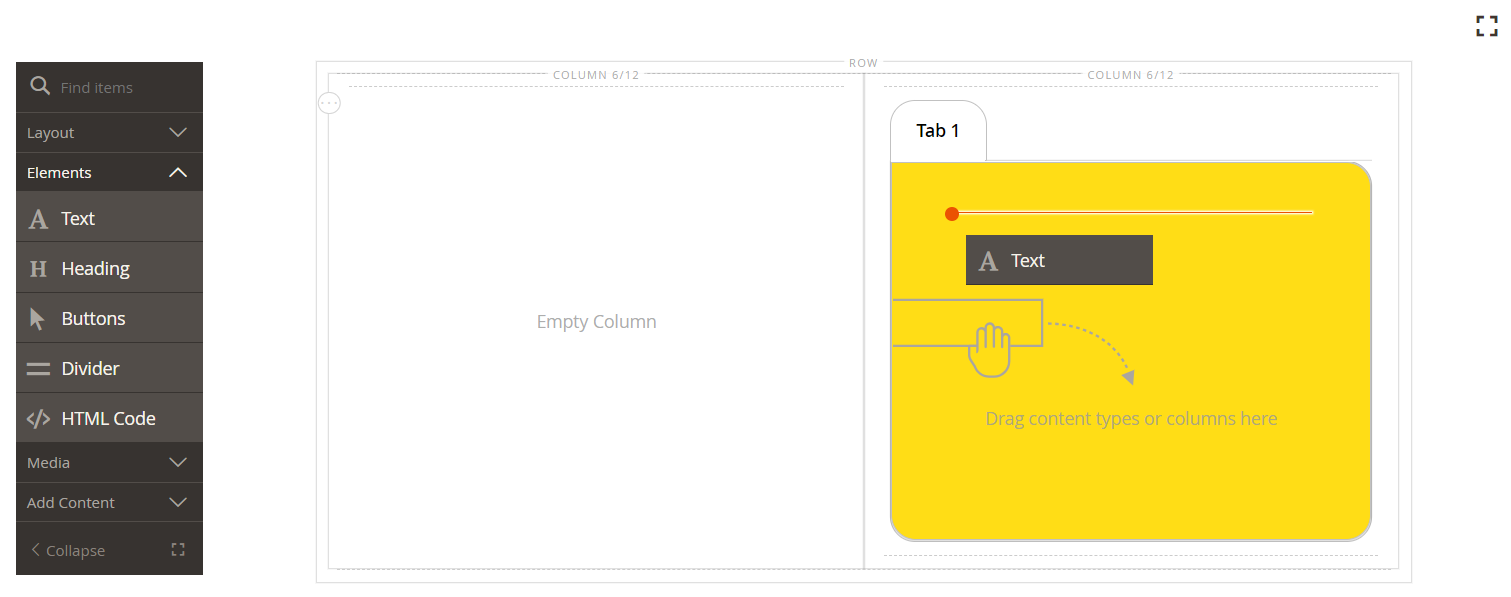 Find items
Layout
Elements
Text
Heading
Buttons
Divider
HTML Code
Media
Add Content
Collapse
ROW
COLUMN 6/12
COLUMN 6/12
Empty Column
Tab 1
Text
Drag content types or columns here